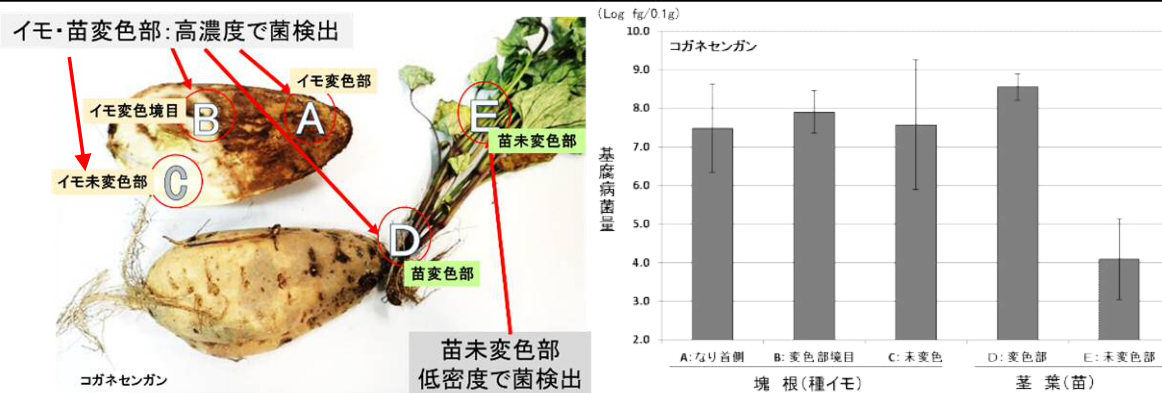 イモ・苗変色部：高濃度で菌検出
イモ変色部
A
イモ変色境目
B
イモ未変色部
C
E
苗未変色部
D
苗変色部
苗未変色部
低密度で菌検出
コガネセンガン
(Log fg/0.1g)
コガネセンガン
基腐病菌量
10.0
9.0
8.0
7.0
6.0
5.0
4.0
3.0
2.0
A：なり首側
B：変色部境目
C：未変色
D：変色部
E：未変色部
塊 根（種イモ）
茎 葉（苗）